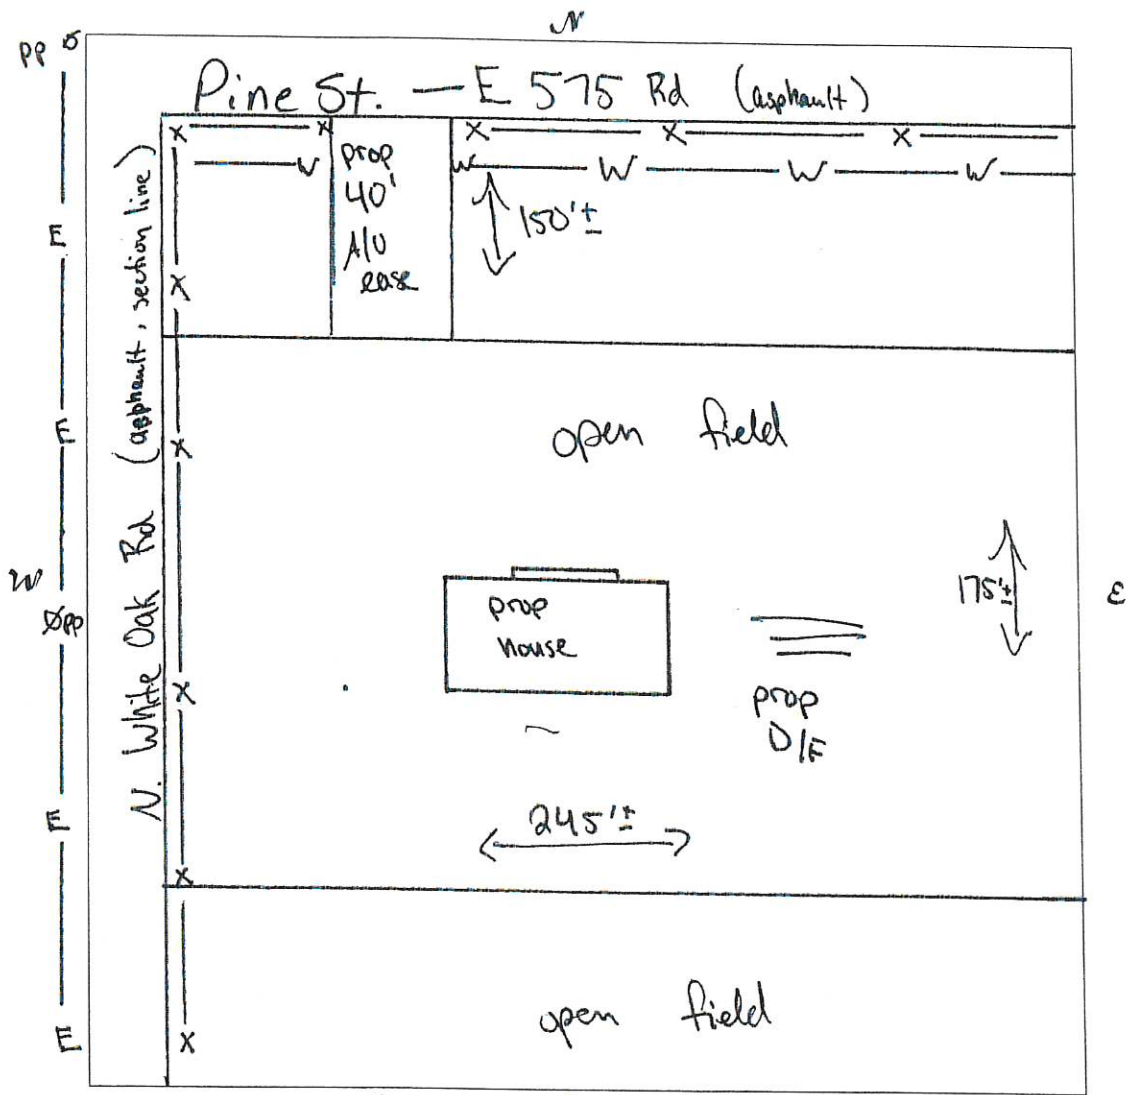 N
PP
Pine St. — E 575 Rd (asphault)
X X X X X
W W W W W
prop
40'
A/U
ease
150'±
E
X
N. White Oak Rd (asphault, section line)
E
X
open field
W
PP
prop
house
175'±
E
X
prop
D/F
E
245'±
X
open field
E
X